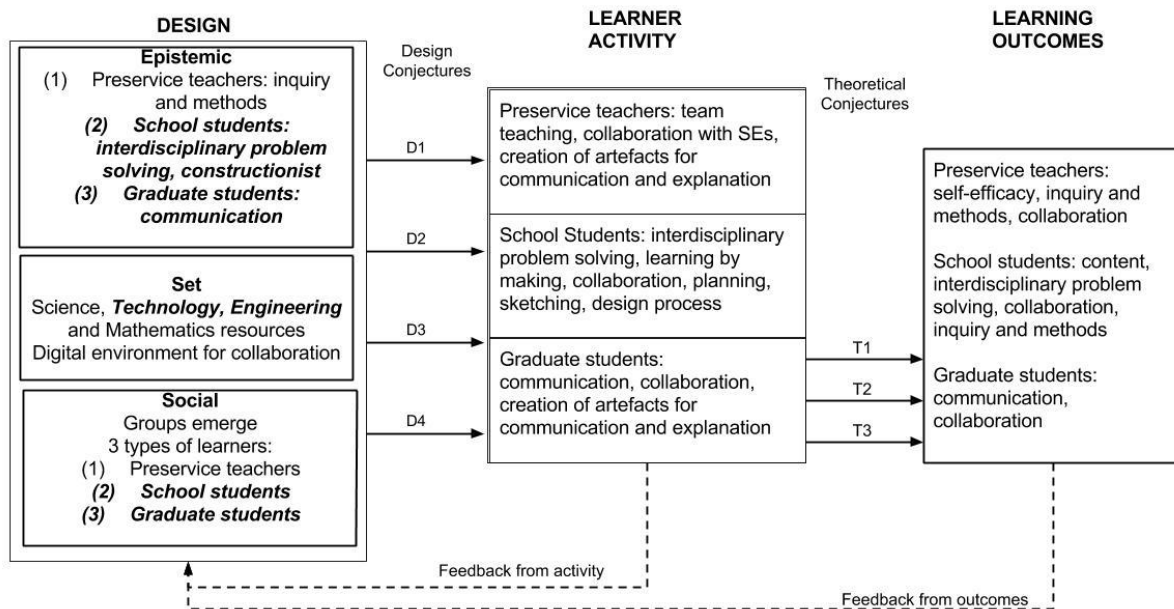 DESIGN
Epistemic
(1) Preservice teachers: inquiry
and methods
(2) School students:
interdisciplinary problem
solving, constructionist
(3) Graduate students:
communication
Set
Science, Technology, Engineering
and Mathematics resources
Digital environment for collaboration
Social
Groups emerge
3 types of learners:
(1) Preservice teachers
(2) School students
(3) Graduate students
Design
Conjectures
D1
D2
D3
D4
LEARNER
ACTIVITY
Preservice teachers: team
teaching, collaboration with SEs,
creation of artefacts for
communication and explanation
School Students: interdisciplinary
problem solving, learning by
making, collaboration, planning,
sketching, design process
Graduate students:
communication, collaboration,
creation of artefacts for
communication and explanation
Theoretical
Conjectures
T1
T2
T3
LEARNING
OUTCOMES
Preservice teachers:
self-efficacy, inquiry and
methods, collaboration
School students: content,
interdisciplinary problem
solving, collaboration,
inquiry and methods
Graduate students:
communication,
collaboration
Feedback from activity
Feedback from outcomes